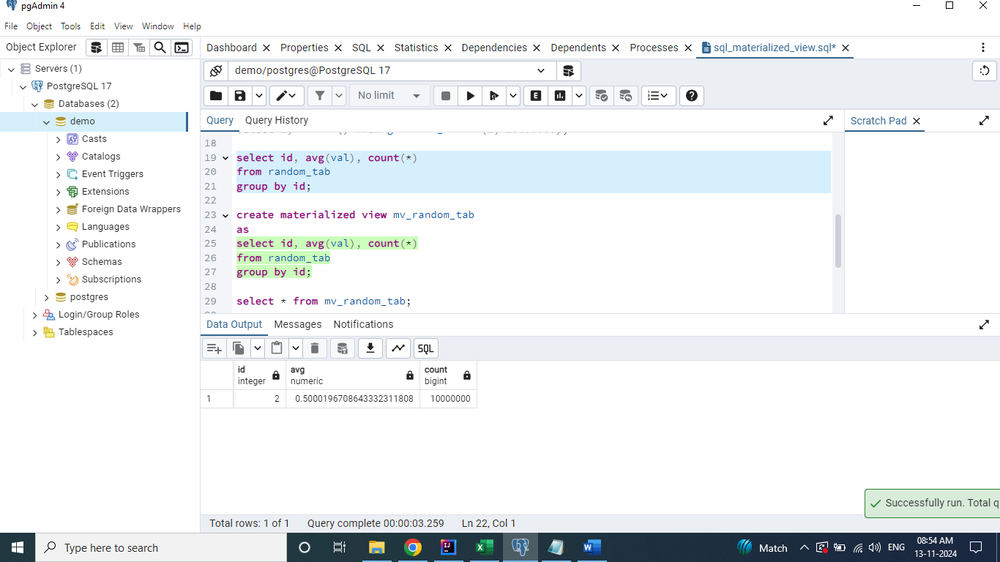 pgAdmin 4
File Object Tools Edit View Window Help
Object Explorer
Dashboard Properties SQL Statistics Dependencies Dependents Processes sql_materialized_view.sql*
Servers (1)
PostgreSQL 17
Databases (2)
demo
Casts
Catalogs
Event Triggers
Extensions
Foreign Data Wrappers
Languages
Publications
Schemas
Subscriptions
postgres
Login/Group Roles
Tablespaces
demo/postgres@PostgreSQL 17
No limit
E
Query Query History
Scratch Pad
18
19 select id, avg(val), count(*)
20 from random_tab
21 group by id;
22
23 create materialized view mv_random_tab
24 as
25 select id, avg(val), count(*)
26 from random_tab
27 group by id;
28
29 select * from mv_random_tab;
Data Output Messages Notifications
SQL
id avg count
integer numeric bigint
1 2 0.5000196708643332311808 10000000
Successfully run. Total q
Total rows: 1 of 1 Query complete 00:00:03.259 Ln 22, Col 1
Type here to search
Match
ENG
08:54 AM
13-11-2024